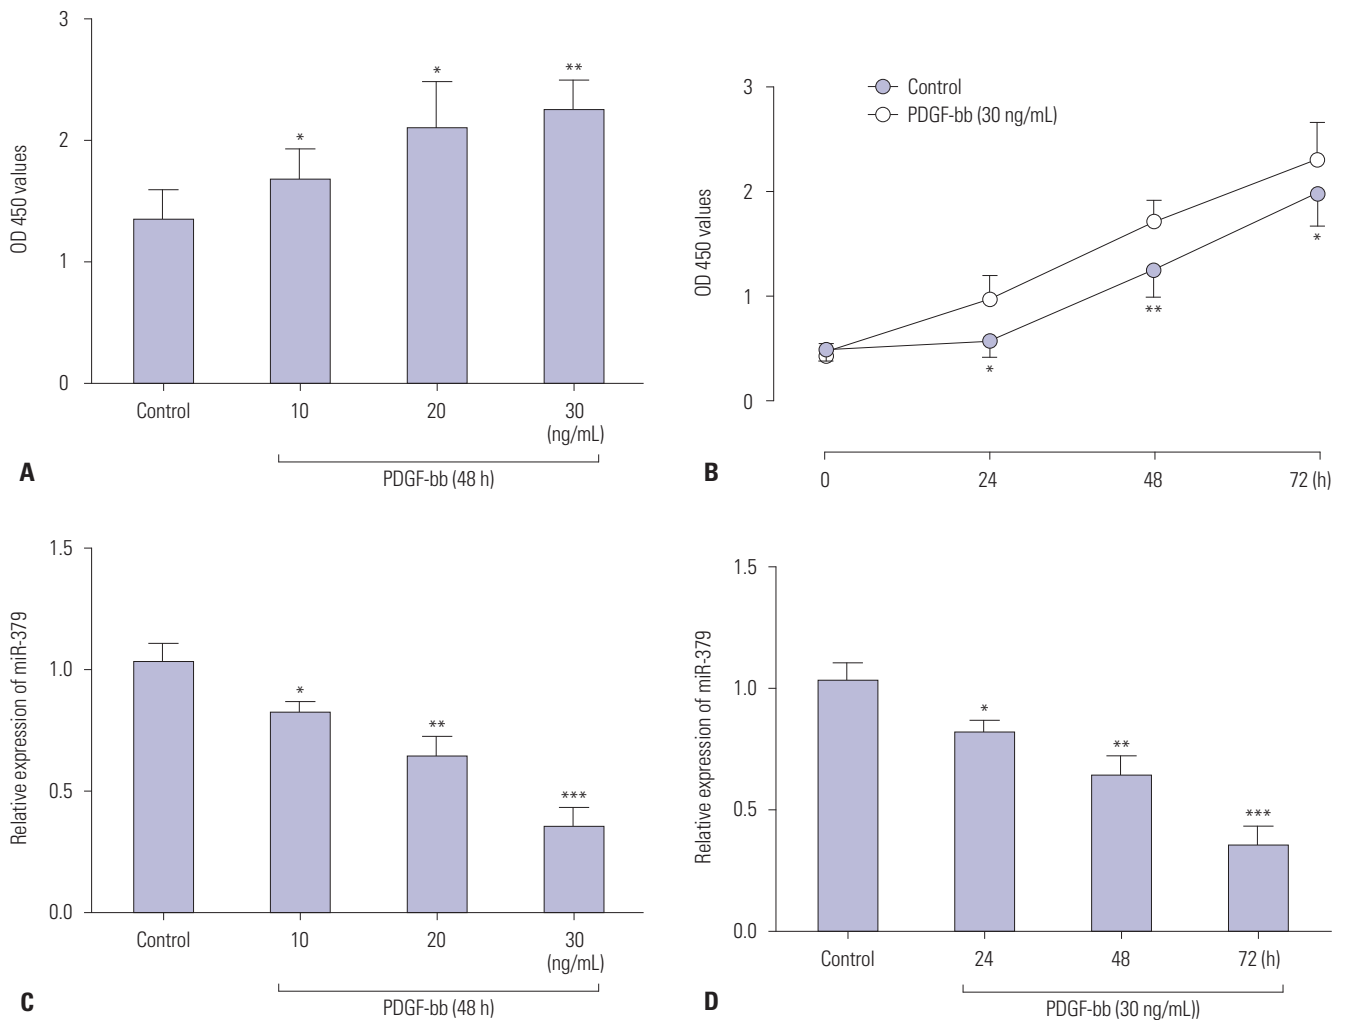 3
2
1
0
OD 450 values
*
*
**
Control
10
20
30
(ng/mL)
PDGF-bb (48 h)
A
3
2
1
0
OD 450 values
Control
PDGF-bb (30 ng/mL)
*
**
*
0
24
48
72 (h)
B
1.5
1.0
0.5
0.0
Relative expression of miR-379
*
**
***
Control
10
20
30
(ng/mL)
PDGF-bb (48 h)
C
1.5
1.0
0.5
0.0
Relative expression of miR-379
*
**
***
Control
24
48
72 (h)
PDGF-bb (30 ng/mL))
D